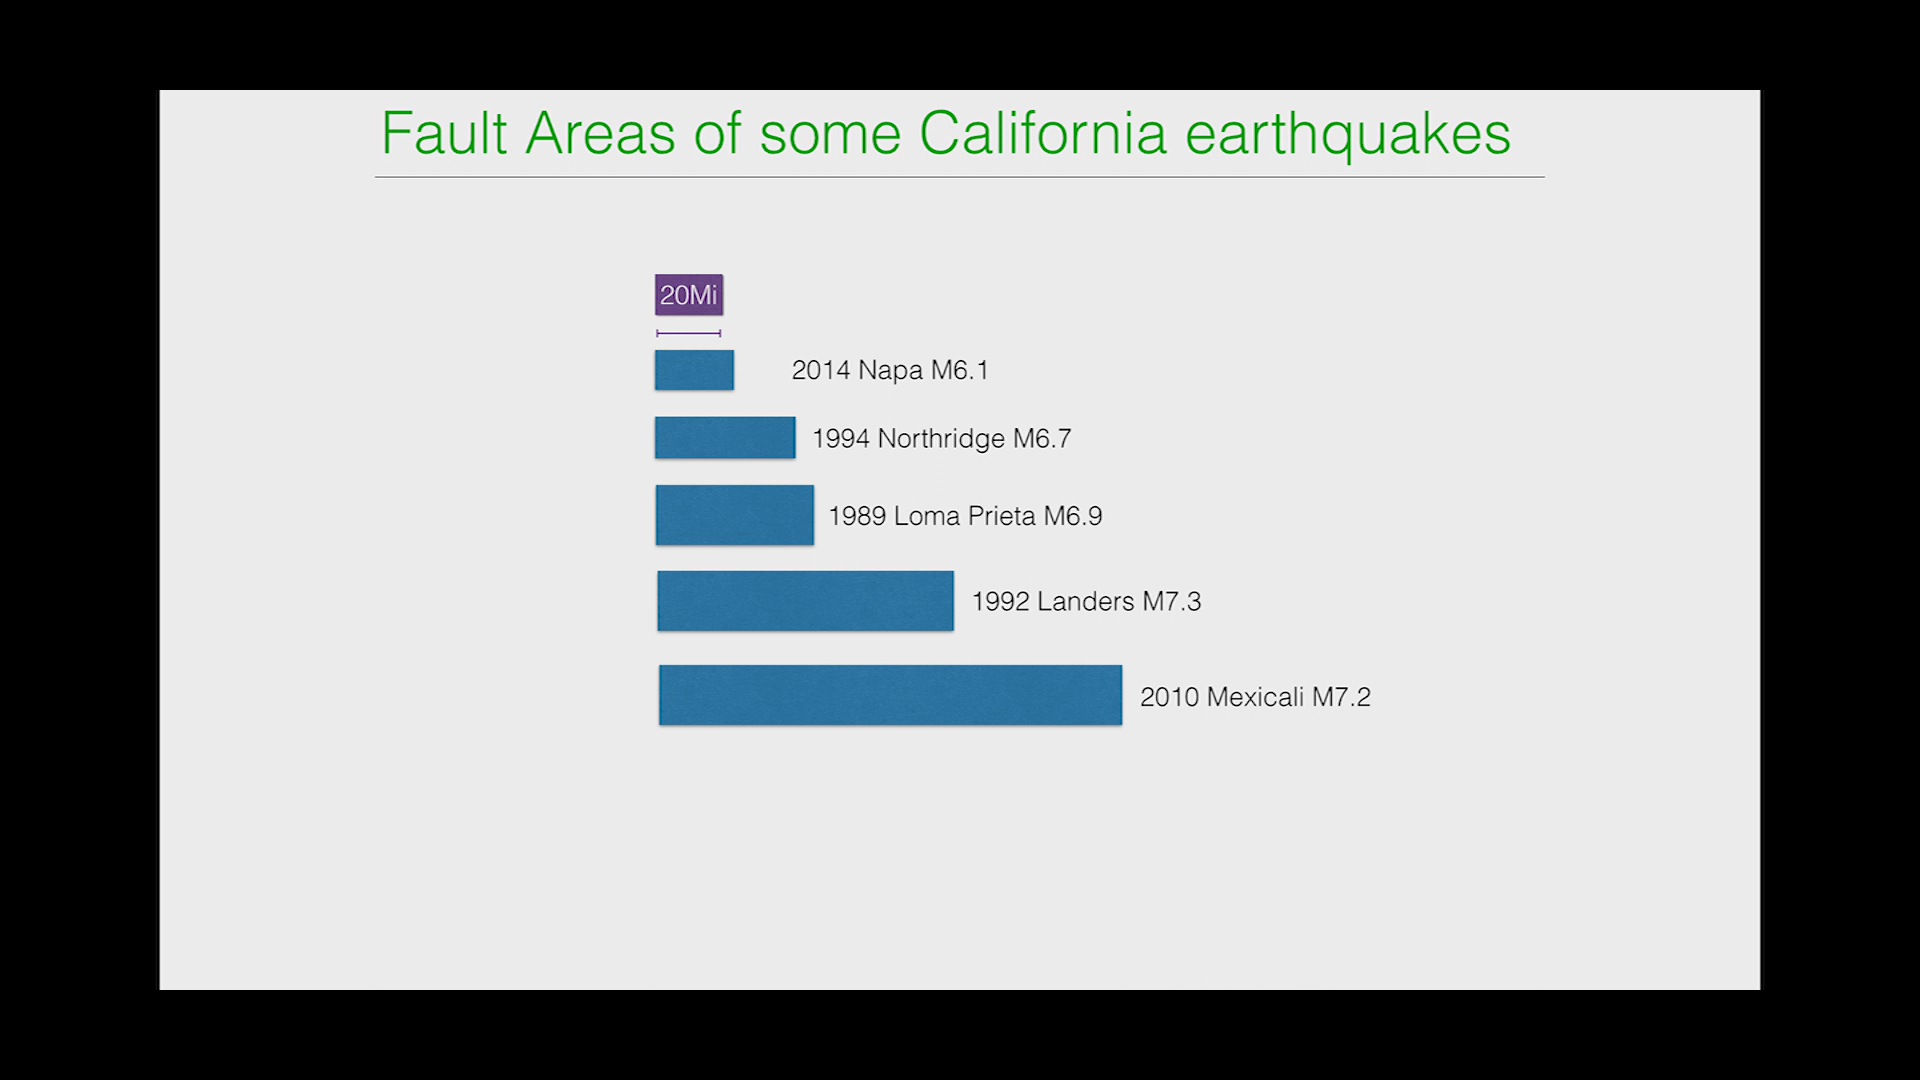 Fault Areas of some California earthquakes
20Mi
2014 Napa M6.1
1994 Northridge M6.7
1989 Loma Prieta M6.9
1992 Landers M7.3
2010 Mexicali M7.2